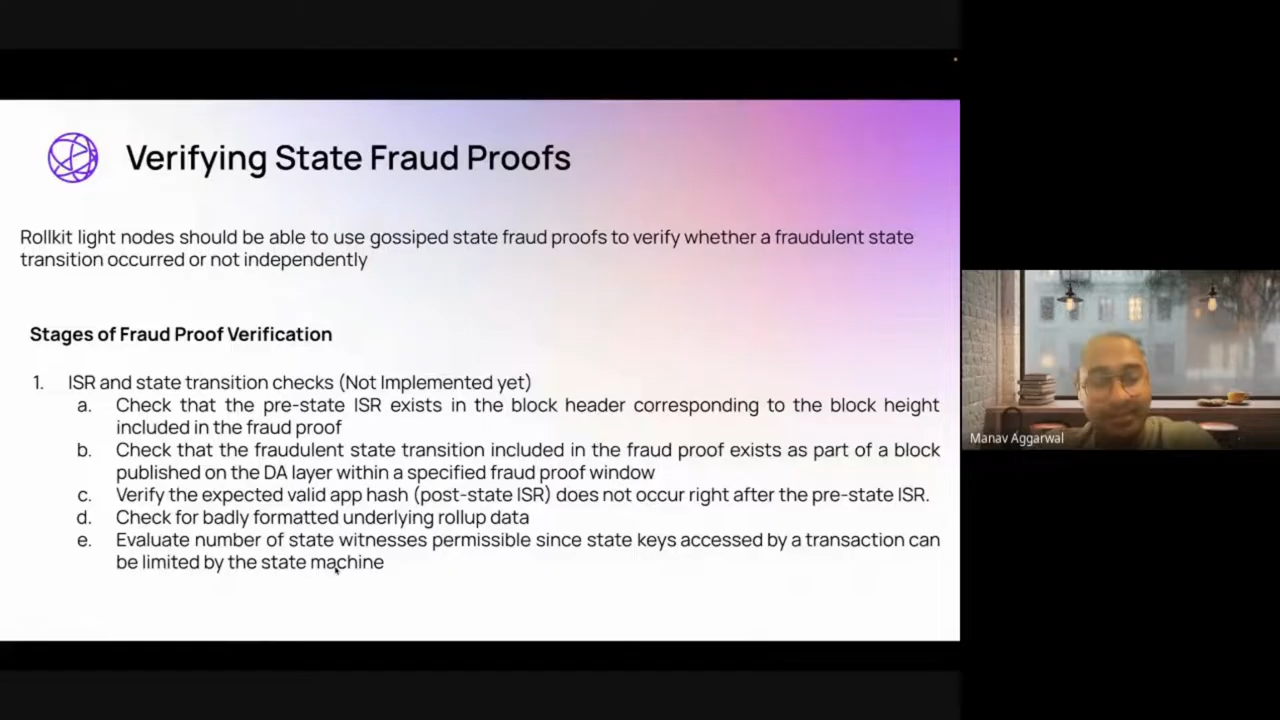 Verifying State Fraud Proofs
Rollkit light nodes should be able to use gossiped state fraud proofs to verify whether a fraudulent state
transition occurred or not independently
Stages of Fraud Proof Verification
1. ISR and state transition checks (Not Implemented yet)
a. Check that the pre-state ISR exists in the block header corresponding to the block height
included in the fraud proof
b. Check that the fraudulent state transition included in the fraud proof exists as part of a block
published on the DA layer within a specified fraud proof window
c. Verify the expected valid app hash (post-state ISR) does not occur right after the pre-state ISR.
d. Check for badly formatted underlying rollup data
e. Evaluate number of state witnesses permissible since state keys accessed by a transaction can
be limited by the state machine
Manav Aggarwal